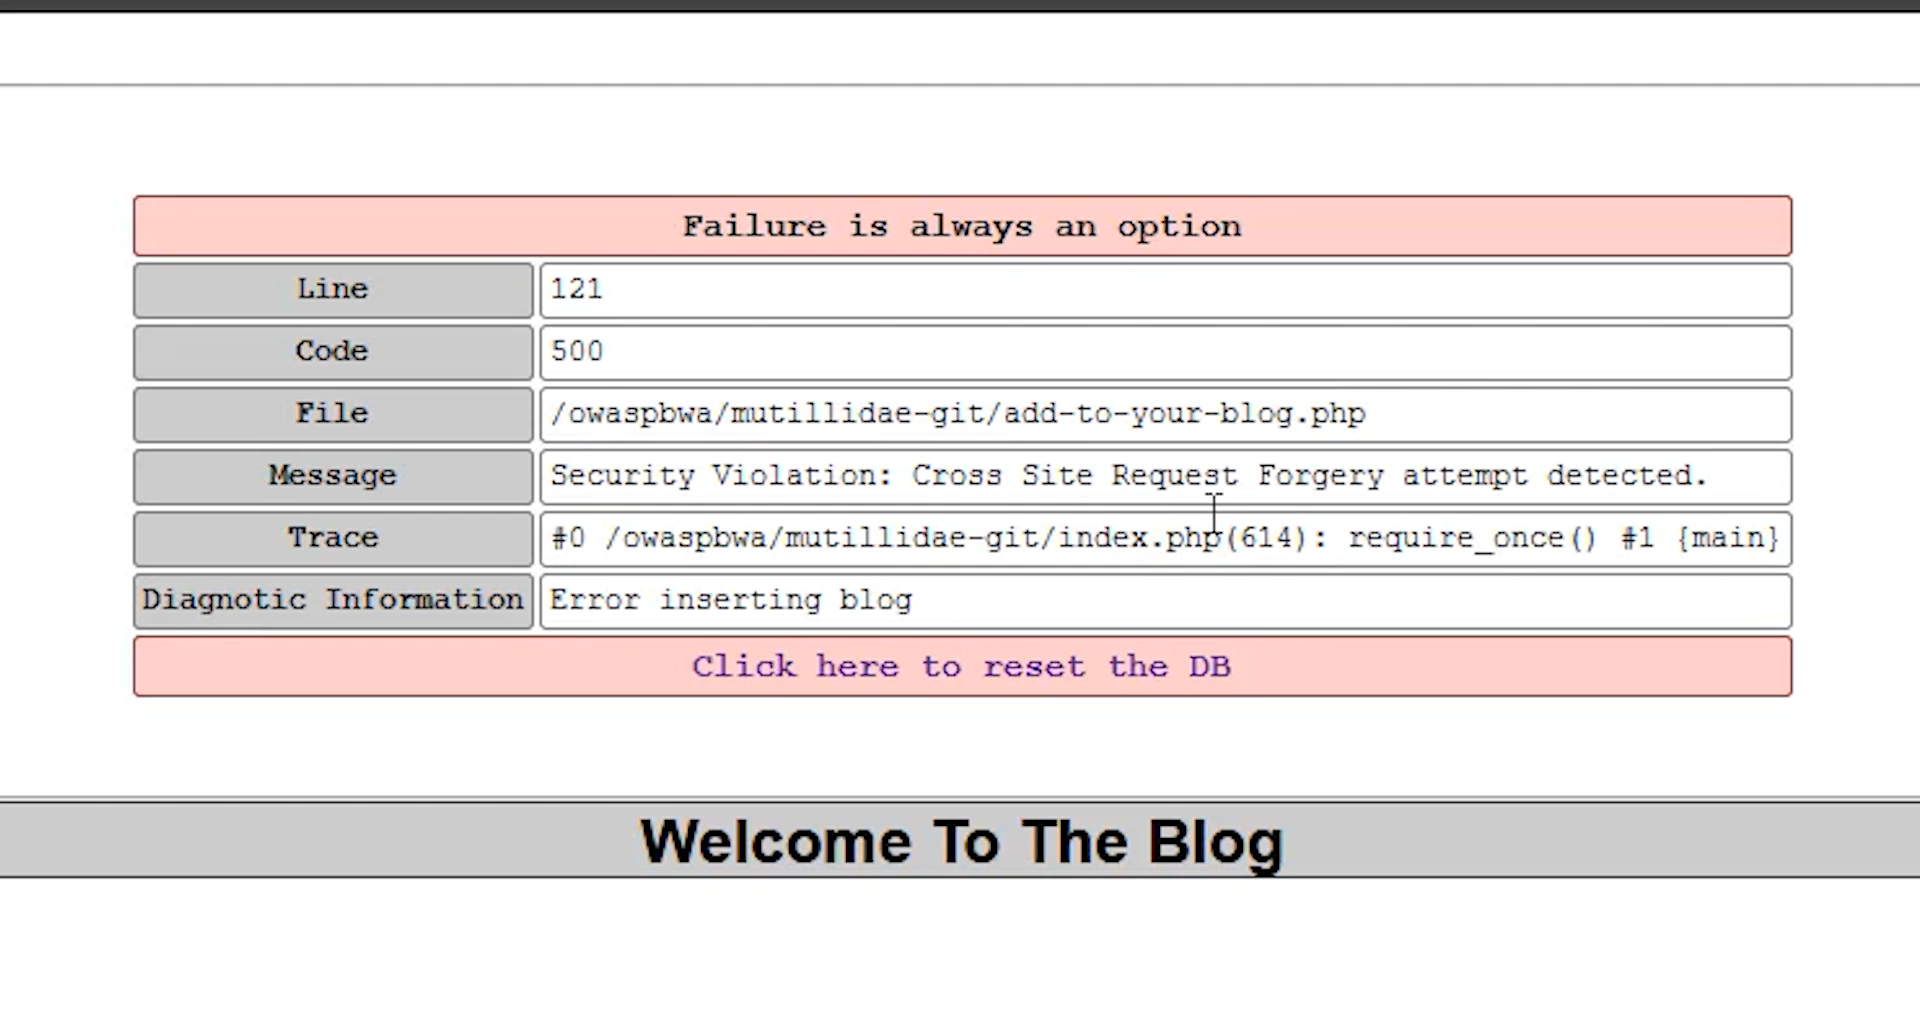 Failure is always an option
Line 121
Code 500
File /owaspbwa/mutillidae-git/add-to-your-blog.php
Message Security Violation: Cross Site Request Forgery attempt detected.
Trace #0 /owaspbwa/mutillidae-git/index.php(614): require_once() #1 {main}
Diagnotic Information Error inserting blog
Click here to reset the DB
Welcome To The Blog